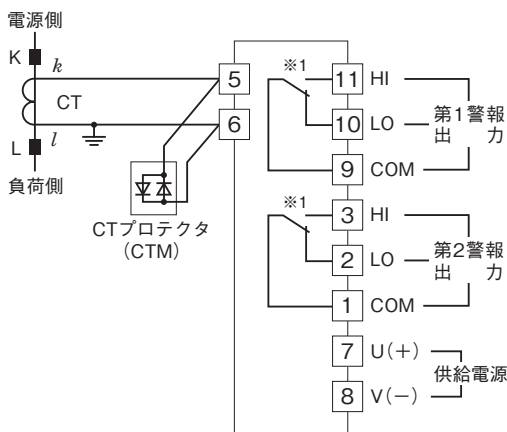 電源側
K
k
CT
l
L
負荷側
CTプロテクタ
(CTM)
5
6
※1
11 HI
10 LO
9 COM
第1警報
出 力
※1
3 HI
2 LO
1 COM
第2警報
出 力
7 U(+)
8 V(−)
供給電源